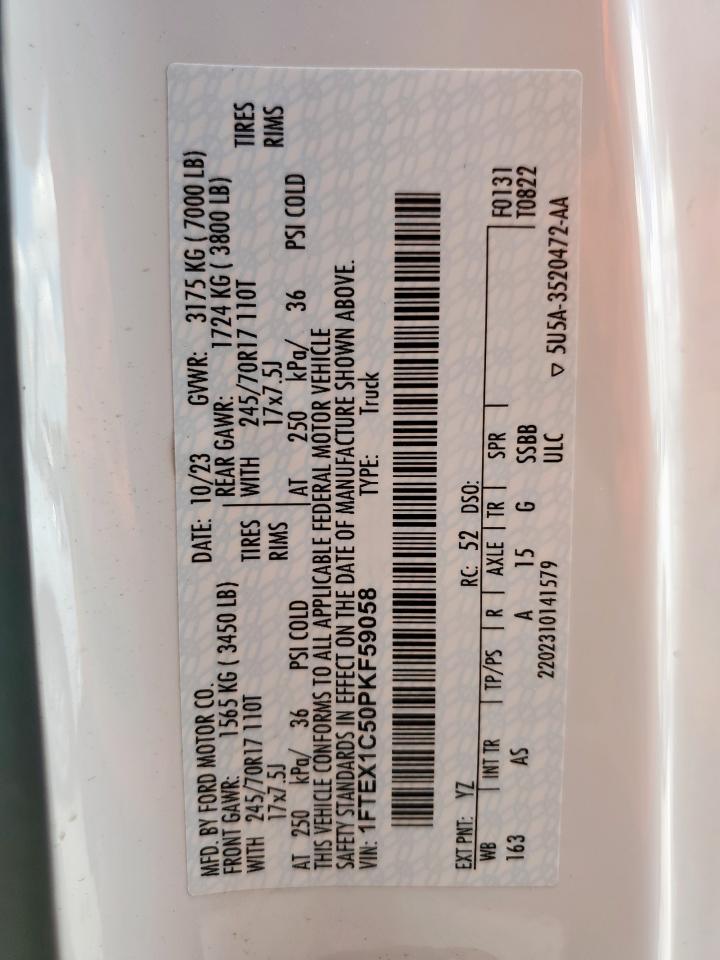 MFD. BY FORD MOTOR CO.
DATE: 10/23 GVWR: 3175 KG ( 7000 LB)
FRONT GAWR: 1565 KG ( 3450 LB) REAR GAWR: 1724 KG ( 3800 LB)
WITH 245/70R17 110T TIRES WITH 245/70R17 110T TIRES
17x7.5J RIMS 17x7.5J RIMS
AT 250 kPa/ 36 PSI COLD AT 250 kPa/ 36 PSI COLD
THIS VEHICLE CONFORMS TO ALL APPLICABLE FEDERAL MOTOR VEHICLE
SAFETY STANDARDS IN EFFECT ON THE DATE OF MANUFACTURE SHOWN ABOVE.
VIN: 1FTEX1C50PKF59058 TYPE: Truck
EXT PNT: YZ RC: 52 DSO:
WB INT TR TP/PS R AXLE TR SPR F0131
163 AS A 15 G SSBB T0822
2202310141579 ULC ▽ 5U5A-3520472-AA